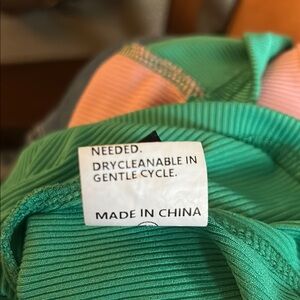 NEEDED.
DRYCLEANABLE IN
GENTLE CYCLE.
MADE IN CHINA